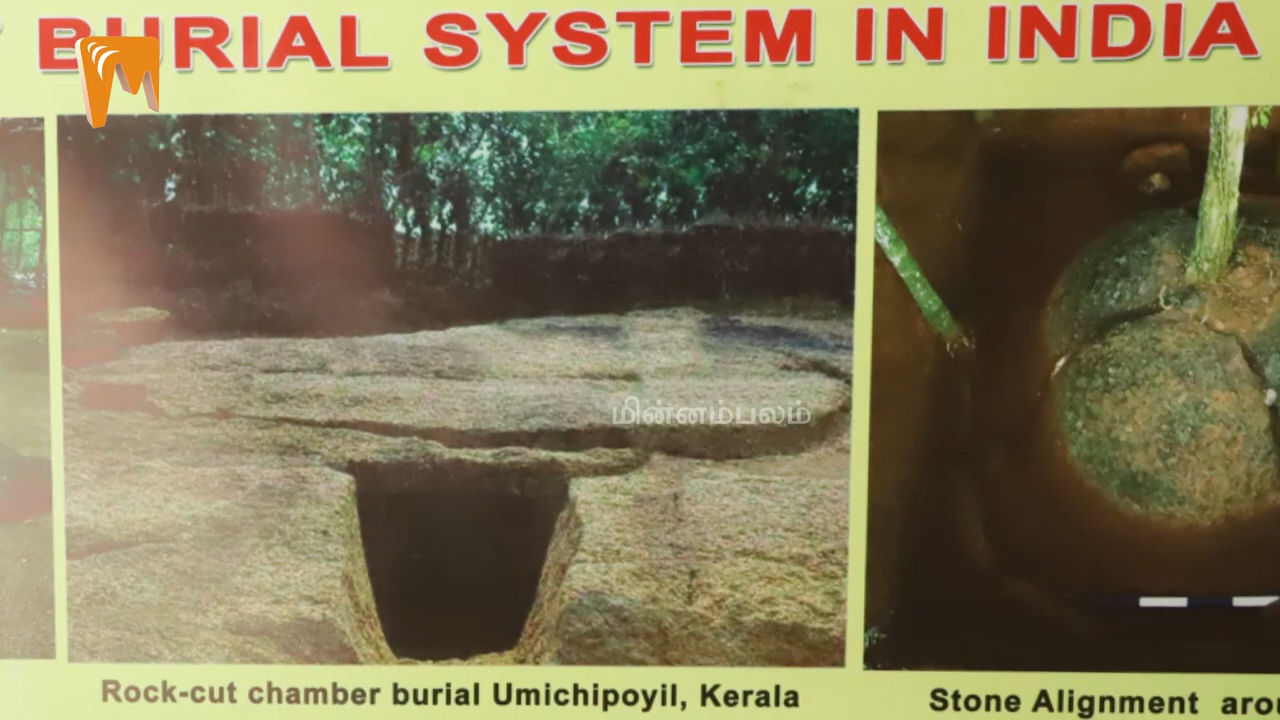 BURIAL SYSTEM IN INDIA
மின்னம்பலம்
Rock-cut chamber burial Umichipoyil, Kerala
Stone Alignment